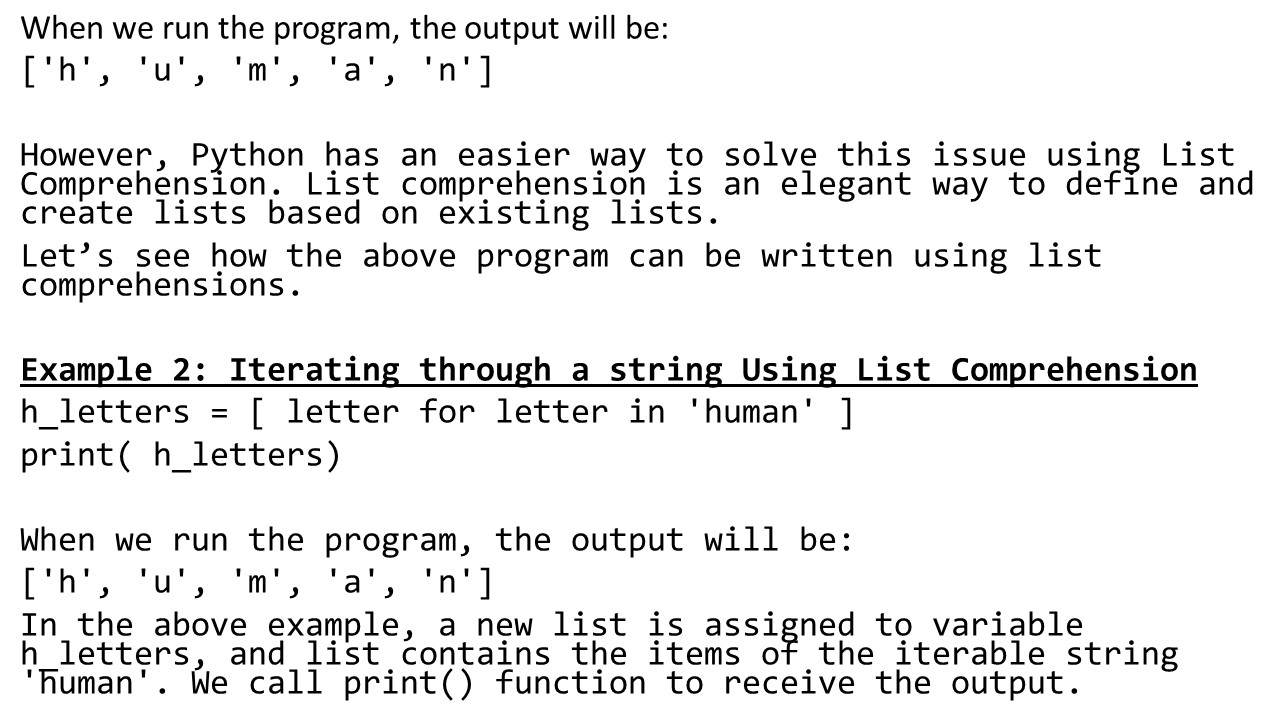 When we run the program, the output will be:
['h', 'u', 'm', 'a', 'n']
However, Python has an easier way to solve this issue using List
Comprehension. List comprehension is an elegant way to define and
create lists based on existing lists.
Let’s see how the above program can be written using list
comprehensions.
Example 2: Iterating through a string Using List Comprehension
h_letters = [ letter for letter in 'human' ]
print( h_letters)
When we run the program, the output will be:
['h', 'u', 'm', 'a', 'n']
In the above example, a new list is assigned to variable
h_letters, and list contains the items of the iterable string
'human'. We call print() function to receive the output.